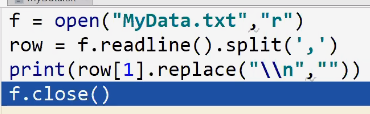 f = open("MyData.txt","r")
row = f.readline().split(',')
print(row[1].replace("\\n",""))
f.close()